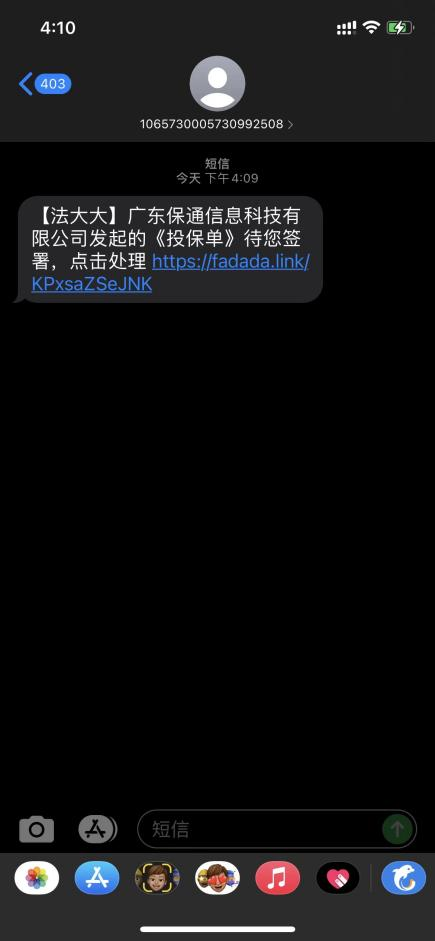 4:10
403
1065730005730992508
短信
今天 下午4:09
【法大大】广东保通信息科技有
限公司发起的《投保单》待您签
署，点击处理 https://fadada.link/
KPxsaZSeJNK
短信